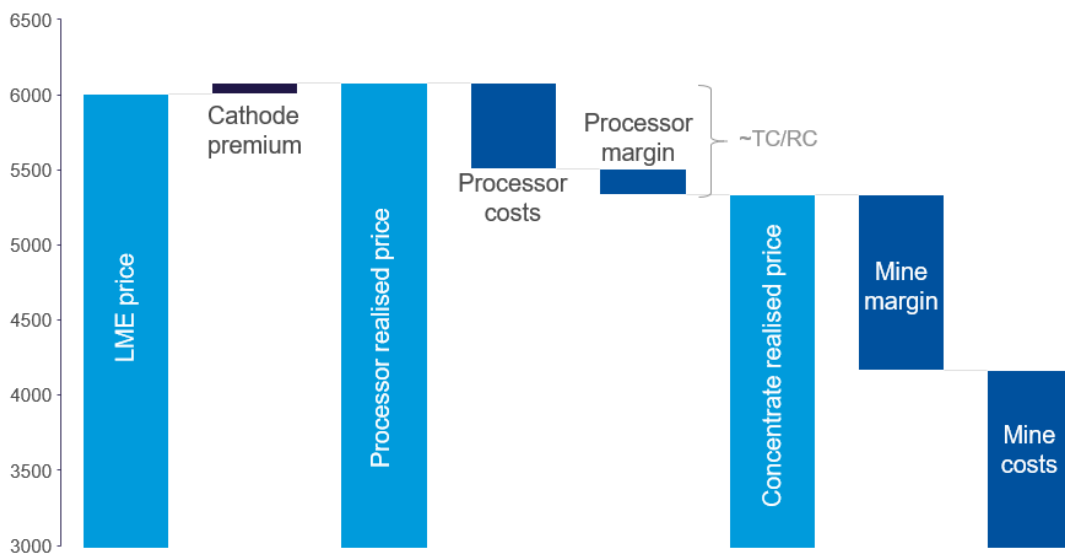 6500
6000
5500
5000
4500
4000
3500
3000
LME price
Cathode
premium
Processor realised price
Processor
costs
Processor
margin
~TC/RC
Concentrate realised price
Mine
margin
Mine
costs